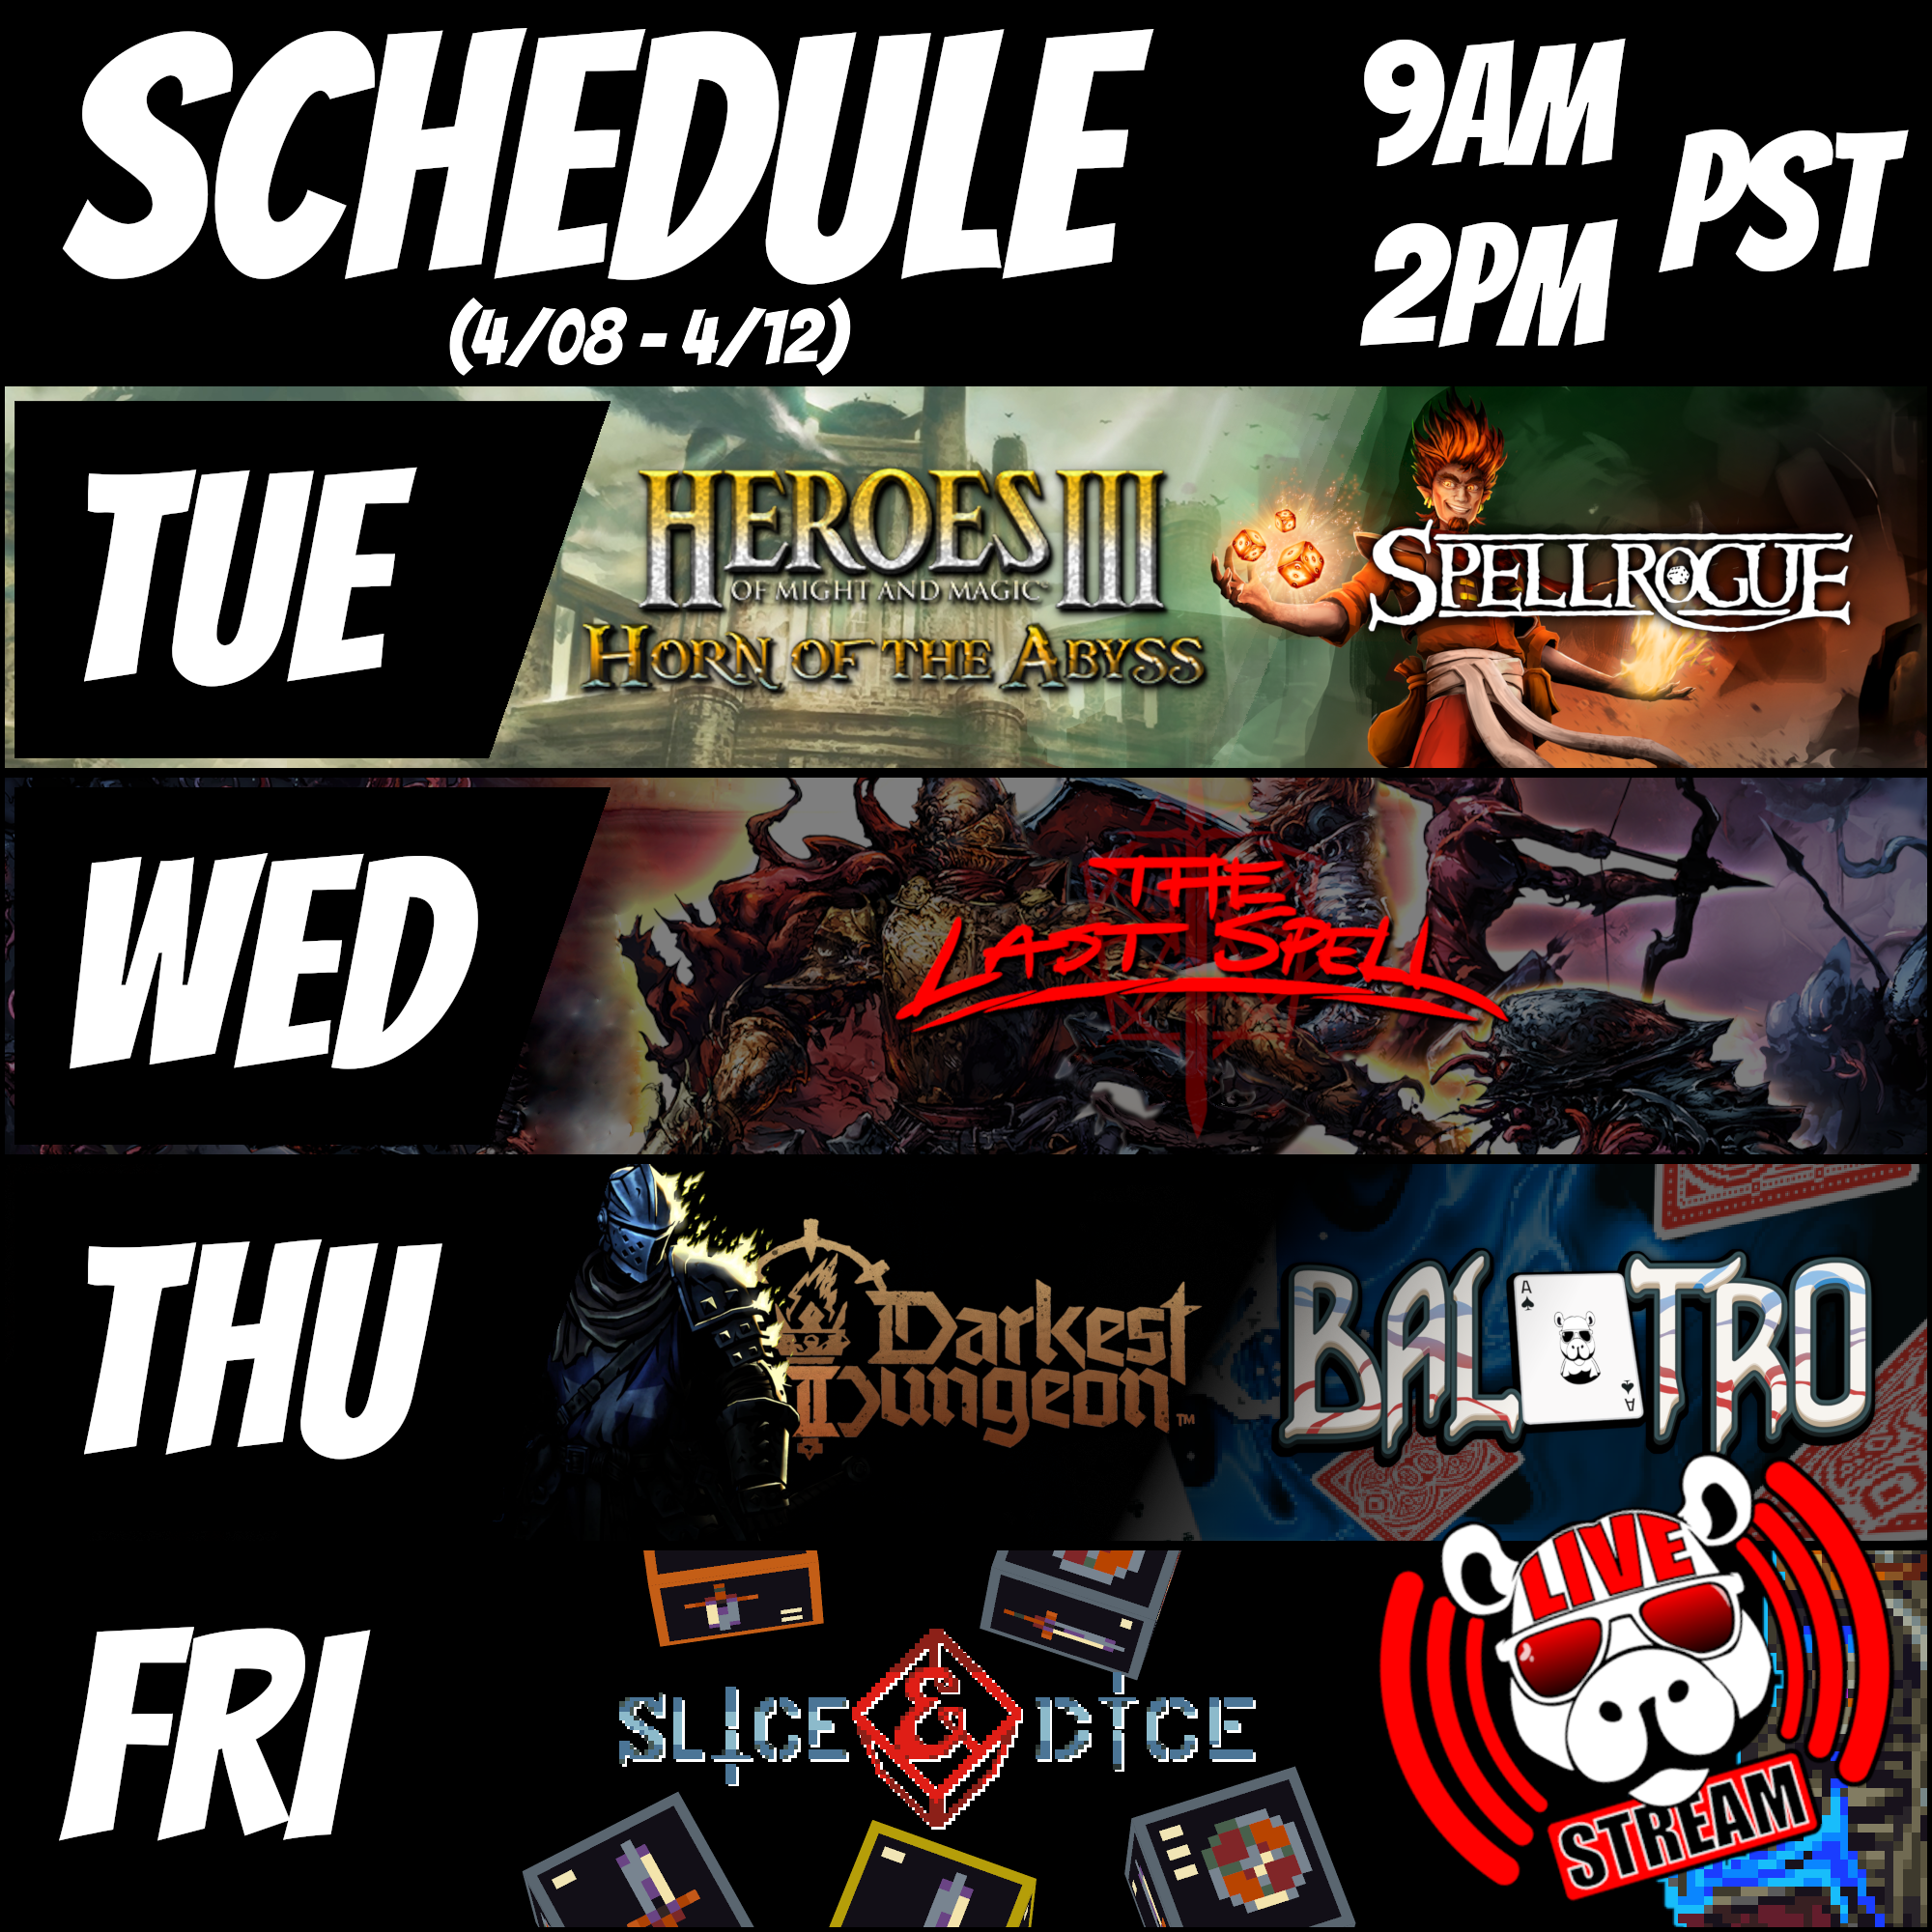 SCHEDULE
(4/08 - 4/12)
9AM
2PM
PST
TUE
HEROES III
OF MIGHT AND MAGIC
HORN OF THE ABYSS
SPELLROGUE
WED
THE
LAST SPELL
THU
Darkest
Dungeon™
BALATRO
A
A
FRI
SLICE & DICE
LIVE
STREAM